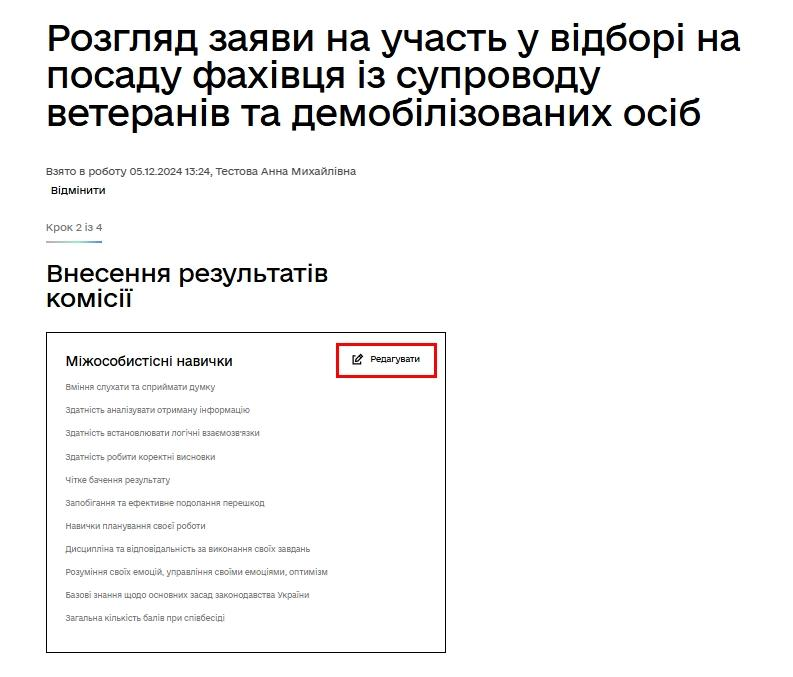 Розгляд заяви на участь у відборі на
посаду фахівця із супроводу
ветеранів та демобілізованих осіб
Взято в роботу 05.12.2024 13:24, Тестова Анна Михайлівна
Відмінити
Крок 2 із 4
Внесення результатів
комісії
Міжособистісні навички
Редагувати
Вміння слухати та сприймати думку
Здатність аналізувати отриману інформацію
Здатність встановлювати логічні взаємозв'язки
Здатність робити коректні висновки
Чітке бачення результату
Запобігання та ефективне подолання перешкод
Навички планування своєї роботи
Дисципліна та відповідальність за виконання своїх завдань
Розуміння своїх емоцій, управління своїми емоціями, оптимізм
Базові знання щодо основних засад законодавства України
Загальна кількість балів при співбесіді